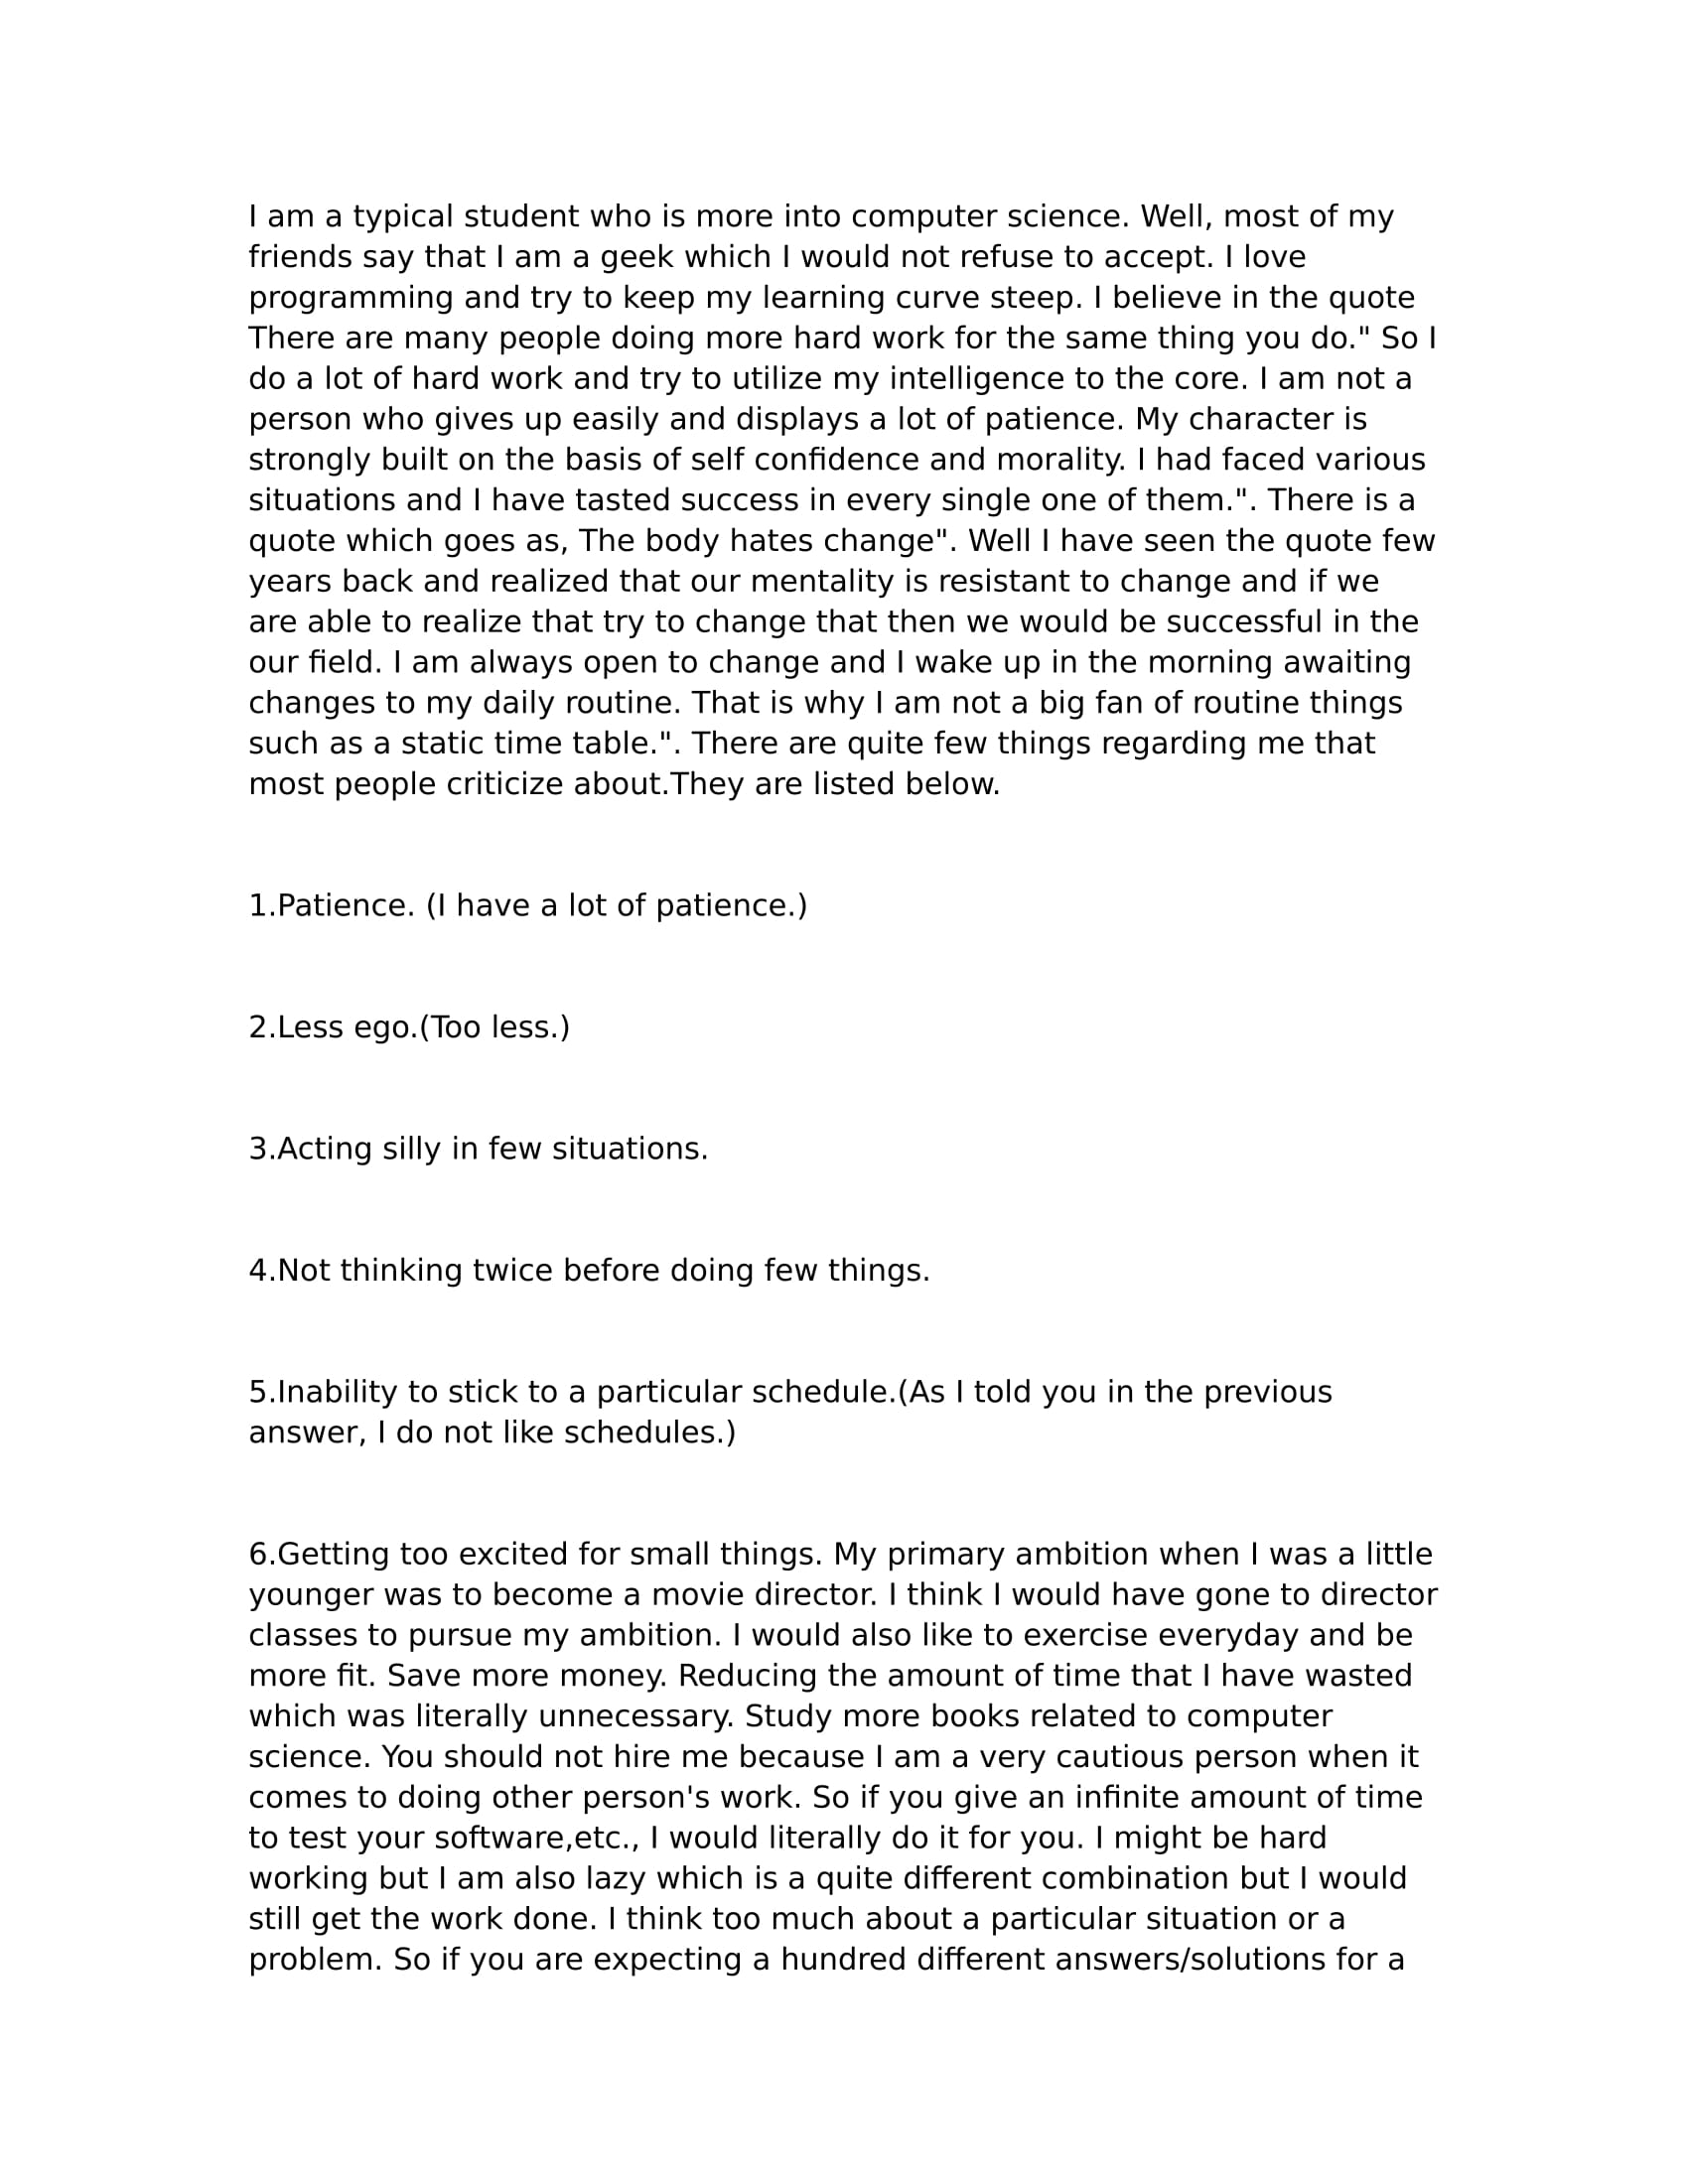 I am a typical student who is more into computer science. Well, most of my
friends say that I am a geek which I would not refuse to accept. I love
programming and try to keep my learning curve steep. I believe in the quote
There are many people doing more hard work for the same thing you do." So I
do a lot of hard work and try to utilize my intelligence to the core. I am not a
person who gives up easily and displays a lot of patience. My character is
strongly built on the basis of self confidence and morality. I had faced various
situations and I have tasted success in every single one of them.". There is a
quote which goes as, The body hates change". Well I have seen the quote few
years back and realized that our mentality is resistant to change and if we
are able to realize that try to change that then we would be successful in the
our field. I am always open to change and I wake up in the morning awaiting
changes to my daily routine. That is why I am not a big fan of routine things
such as a static time table.". There are quite few things regarding me that
most people criticize about.They are listed below.
1.Patience. (I have a lot of patience.)
2.Less ego.(Too less.)
3.Acting silly in few situations.
4.Not thinking twice before doing few things.
5.Inability to stick to a particular schedule.(As I told you in the previous
answer, I do not like schedules.)
6.Getting too excited for small things. My primary ambition when I was a little
younger was to become a movie director. I think I would have gone to director
classes to pursue my ambition. I would also like to exercise everyday and be
more fit. Save more money. Reducing the amount of time that I have wasted
which was literally unnecessary. Study more books related to computer
science. You should not hire me because I am a very cautious person when it
comes to doing other person's work. So if you give an infinite amount of time
to test your software,etc., I would literally do it for you. I might be hard
working but I am also lazy which is a quite different combination but I would
still get the work done. I think too much about a particular situation or a
problem. So if you are expecting a hundred different answers/solutions for a